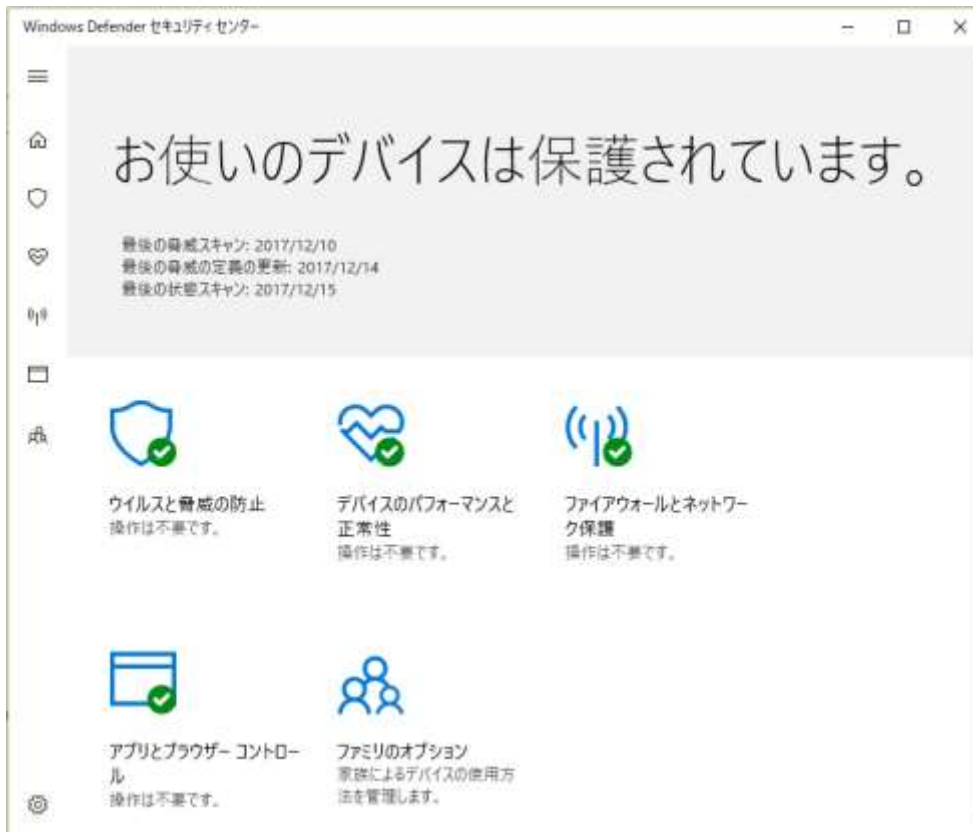 Windows Defender セキュリティ センター
お使いのデバイスは保護されています。
最後の脅威スキャン: 2017/12/10
最後の脅威の定義の更新: 2017/12/14
最後の状態スキャン: 2017/12/15
ウイルスと脅威の防止
操作は不要です。
デバイスのパフォーマンスと
正常性
操作は不要です。
ファイアウォールとネットワー
ク保護
操作は不要です。
アプリとブラウザー コントロー
ル
操作は不要です。
ファミリのオプション
家族によるデバイスの使用方
法を管理します。